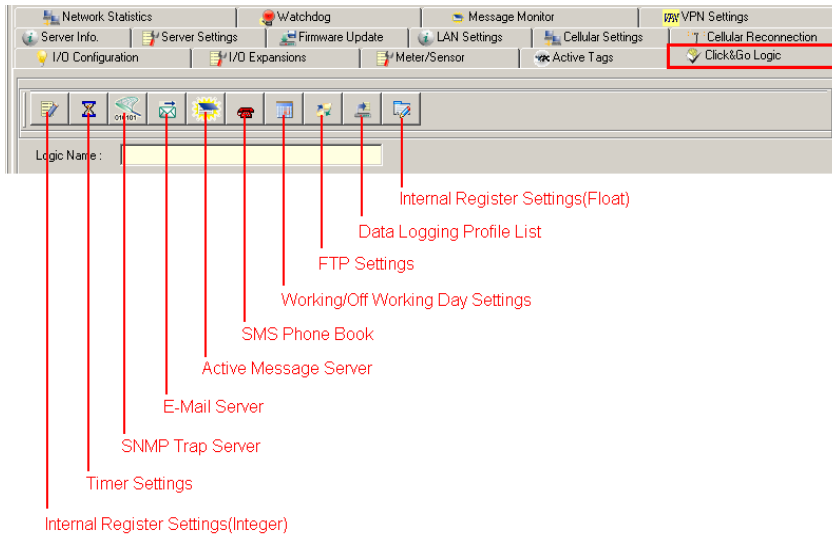 Network Statistics
Watchdog
Message Monitor
VPN VPN Settings
Server Info.
Server Settings
Firmware Update
LAN Settings
Cellular Settings
Cellular Reconnection
I/O Configuration
I/O Expansions
Meter/Sensor
Active Tags
Click&Go Logic
010101
Logic Name :
Internal Register Settings(Float)
Data Logging Profile List
FTP Settings
Working/Off Working Day Settings
SMS Phone Book
Active Message Server
E-Mail Server
SNMP Trap Server
Timer Settings
Internal Register Settings(Integer)